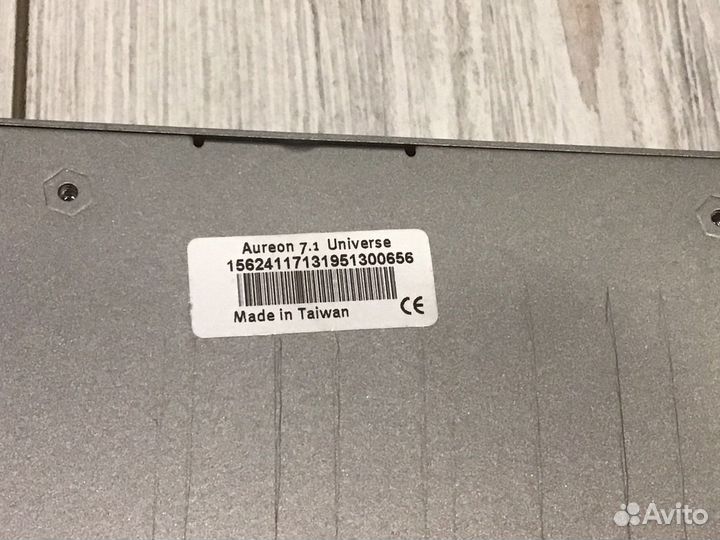 Aureon 7.1 Universe
15624117131951300656
Made in Taiwan
CE
Avito